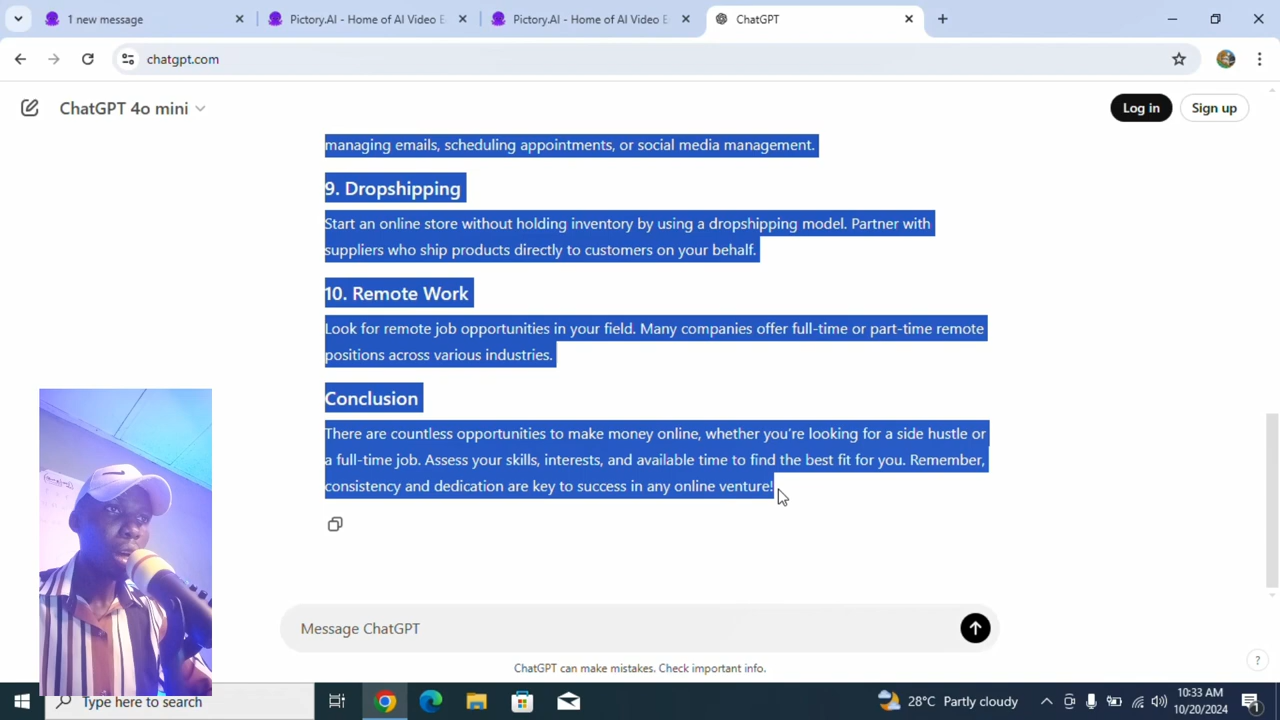 1 new message
Pictory.AI - Home of AI Video E
Pictory.AI - Home of AI Video E
ChatGPT
chatgpt.com
ChatGPT 4o mini
Log in
Sign up
managing emails, scheduling appointments, or social media management.
9. Dropshipping
Start an online store without holding inventory by using a dropshipping model. Partner with
suppliers who ship products directly to customers on your behalf.
10. Remote Work
Look for remote job opportunities in your field. Many companies offer full-time or part-time remote
positions across various industries.
Conclusion
There are countless opportunities to make money online, whether you're looking for a side hustle or
a full-time job. Assess your skills, interests, and available time to find the best fit for you. Remember,
consistency and dedication are key to success in any online venture!
Message ChatGPT
ChatGPT can make mistakes. Check important info.
?
Type here to search
28°C Partly cloudy
10:33 AM
10/20/2024
1